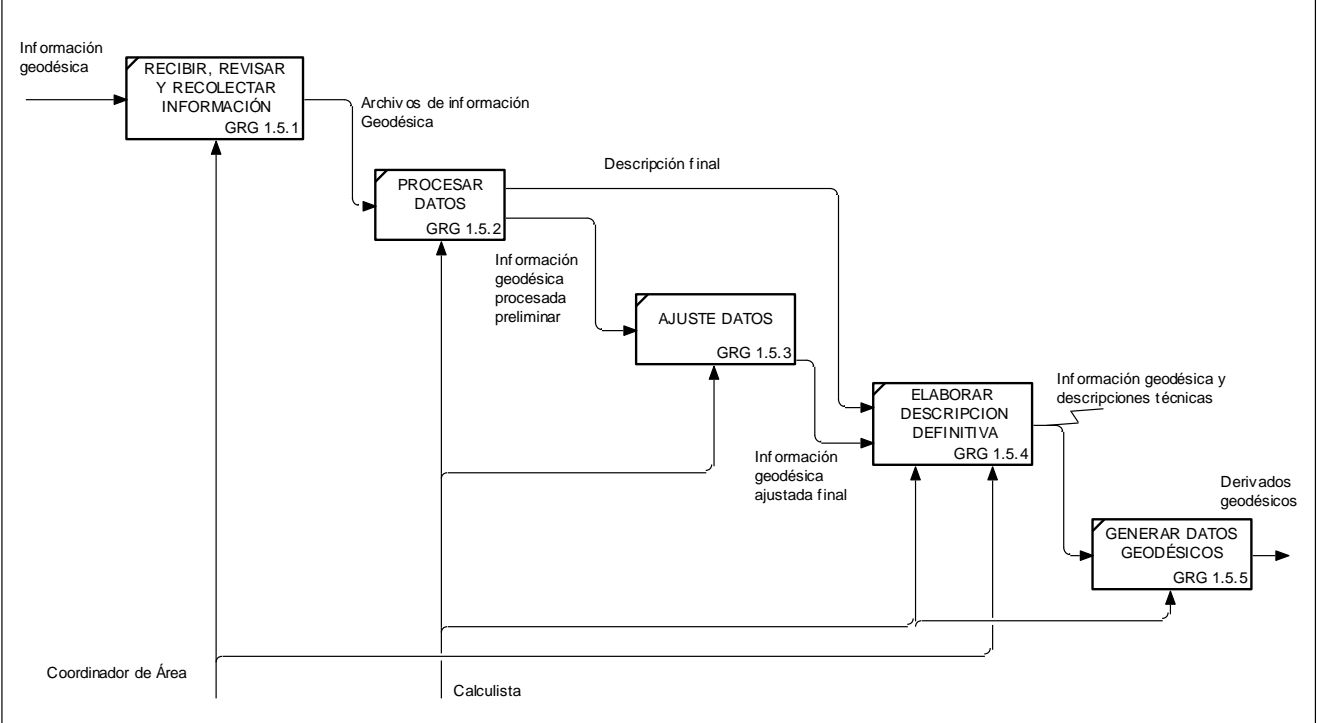 Información
geodésica
RECIBIR, REVISAR
Y RECOLECTAR
INFORMACIÓN
GRG 1.5.1
Archivos de información
Geodésica
PROCESAR
DATOS
GRG 1.5.2
Descripción final
Información
geodésica
procesada
preliminar
AJUSTE DATOS
GRG 1.5.3
Información
geodésica
ajustada final
ELABORAR
DESCRIPCION
DEFINITIVA
GRG 1.5.4
Información geodésica y
descripciones técnicas
GENERAR DATOS
GEODÉSICOS
GRG 1.5.5
Derivados
geodésicos
Coordinador de Área
Calculista